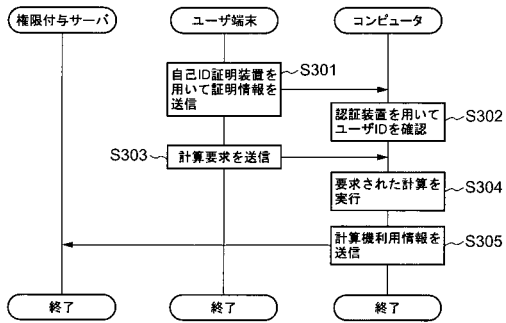 権限付与サーバ
ユーザ端末
コンピュータ
自己ID証明装置を
用いて証明情報を
送信
S301
認証装置を用いて
ユーザIDを確認
S302
S303
計算要求を送信
要求された計算を
実行
S304
計算機利用情報を
送信
S305
終了
終了
終了